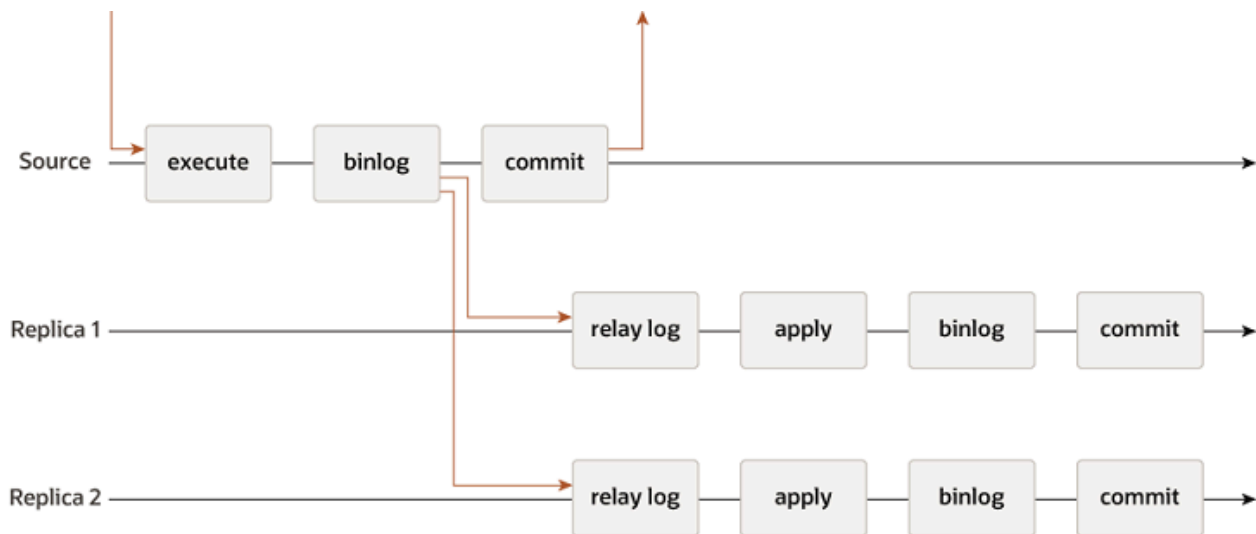 Source execute binlog commit
Replica 1 relay log apply binlog commit
Replica 2 relay log apply binlog commit